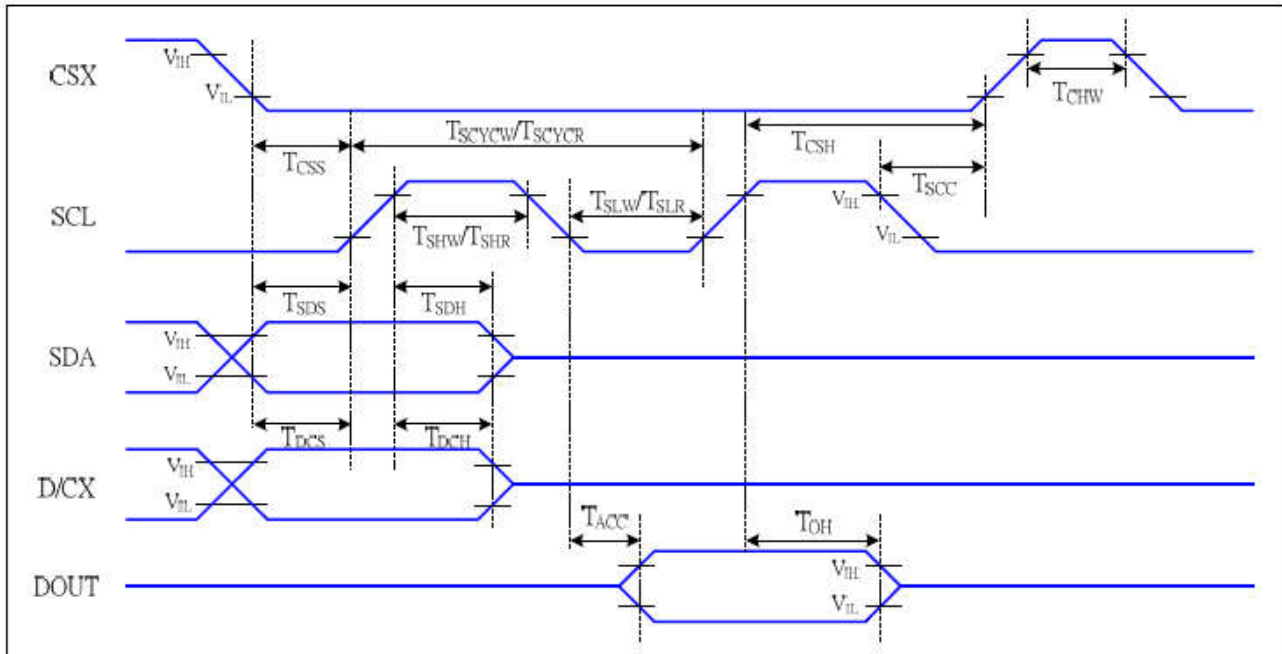 CSX
VIH
VIL
TCHW
TSCYCW/TSCYCR
TCSS
TCSH
TSCC
SCL
TSLW/TSLR
TSHW/TSHR
VIH
VIL
TSDS
TSDH
SDA
VIH
VIL
TDCS
TDCH
D/CX
VIH
VIL
TACC
TOH
DOUT
VIH
VIL